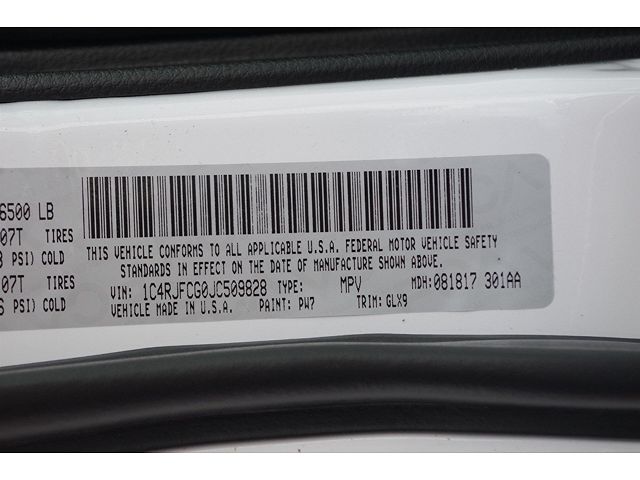 6500 LB
07T TIRES
PSI) COLD
07T TIRES
PSI) COLD
THIS VEHICLE CONFORMS TO ALL APPLICABLE U.S.A. FEDERAL MOTOR VEHICLE SAFETY
STANDARDS IN EFFECT ON THE DATE OF MANUFACTURE SHOWN ABOVE.
VIN: 1C4RJFCG0JC509828 TYPE: MPV MDH: 081817 301AA
VEHICLE MADE IN U.S.A. PAINT: PW7 TRIM: GLX9